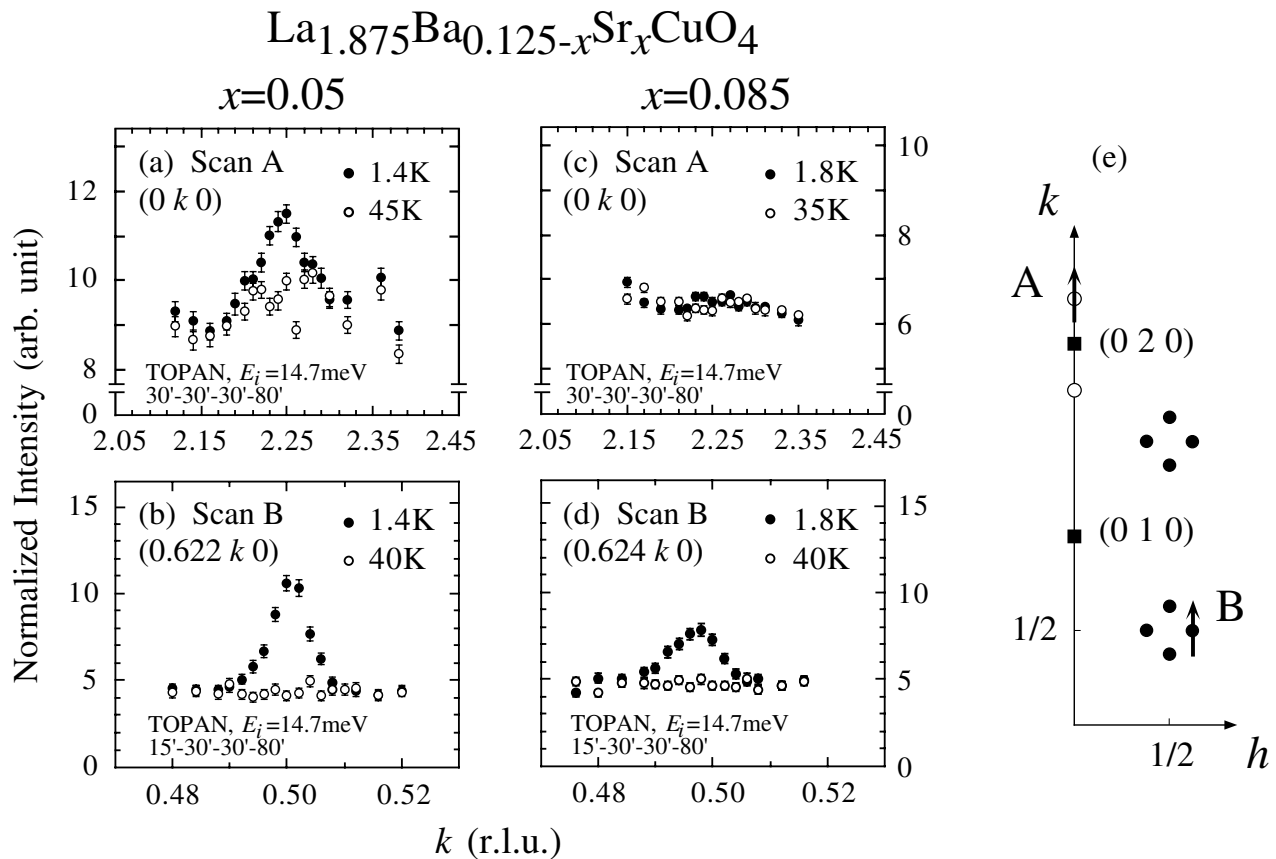 La1.875Ba0.125-xSrxCuO4
x=0.05
x=0.085
Normalized Intensity (arb. unit)
(a) Scan A
(0 k 0)
1.4K
45K
12
10
8
0
TOPAN, Ei=14.7meV
30'-30'-30'-80'
2.05 2.15 2.25 2.35 2.45
(c) Scan A
(0 k 0)
1.8K
35K
10
8
6
0
TOPAN, Ei=14.7meV
30'-30'-30'-80'
2.05 2.15 2.25 2.35 2.45
(b) Scan B
(0.622 k 0)
1.4K
40K
15
10
5
0
TOPAN, Ei=14.7meV
15'-30'-30'-80'
0.48 0.50 0.52
(d) Scan B
(0.624 k 0)
1.8K
40K
15
10
5
0
TOPAN, Ei=14.7meV
15'-30'-30'-80'
0.48 0.50 0.52
k (r.l.u.)
(e)
k
A
(0 2 0)
(0 1 0)
B
1/2
1/2
h